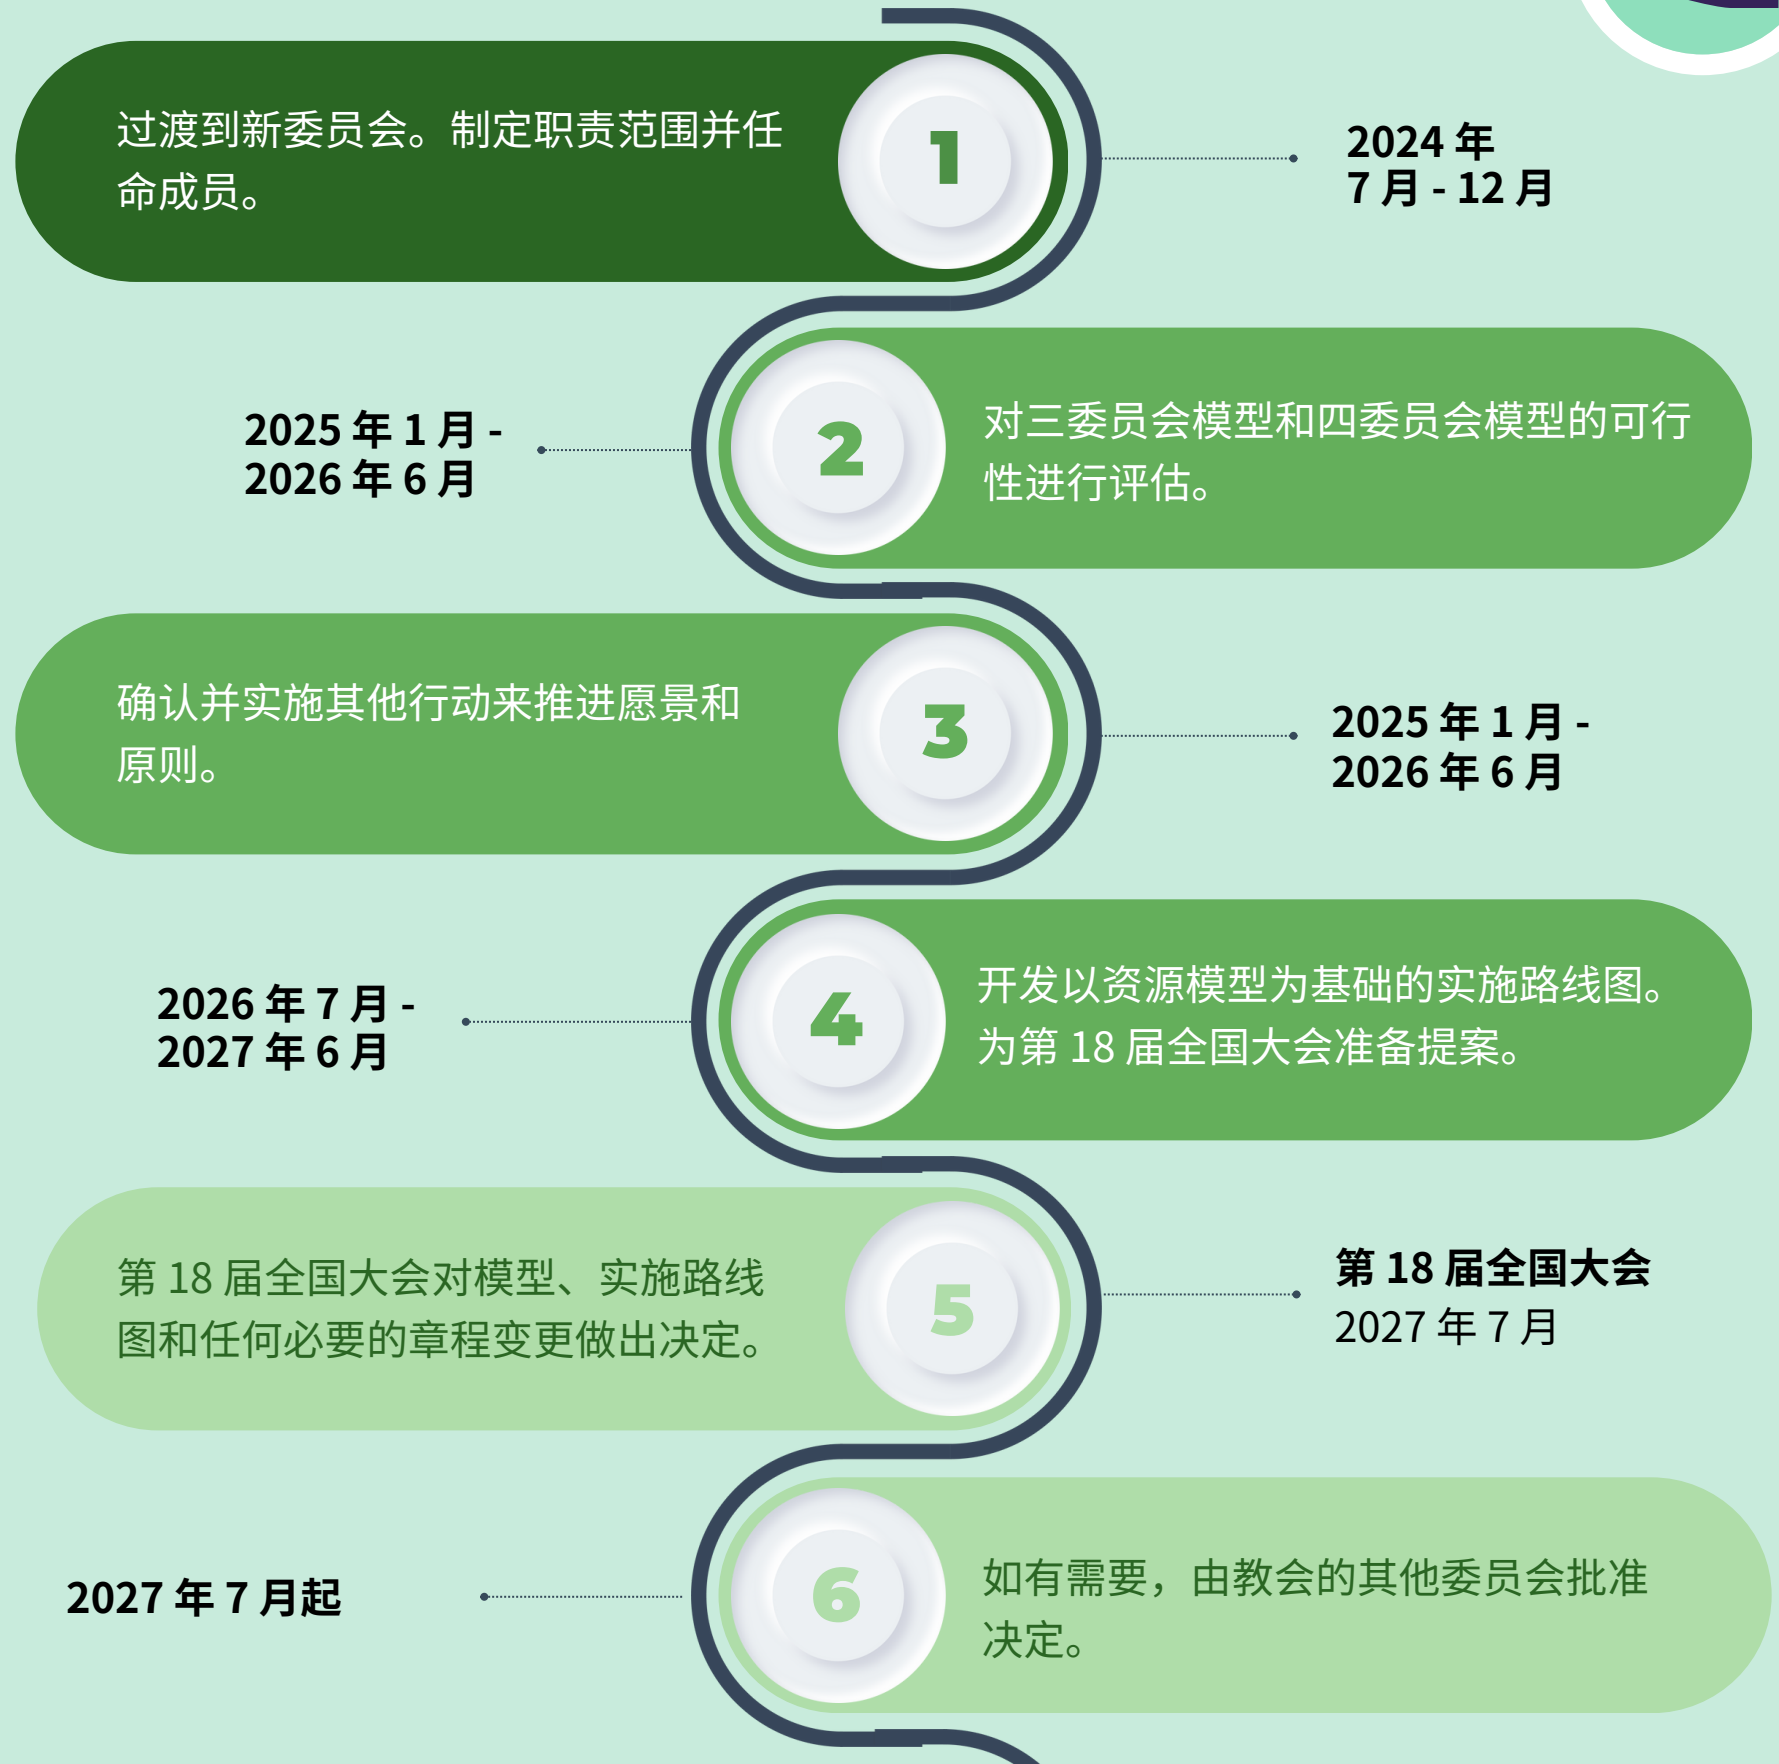 过渡到新委员会。制定职责范围并任
命成员。
1
2024 年
7 月 - 12 月
2025 年 1 月 -
2026 年 6 月
2
对三委员会模型和四委员会模型的可行
性进行评估。
确认并实施其他行动来推进愿景和
原则。
3
2025 年 1 月 -
2026 年 6 月
2026 年 7 月 -
2027 年 6 月
4
开发以资源模型为基础的实施路线图。
为第 18 届全国大会准备提案。
第 18 届全国大会对模型、实施路线
图和任何必要的章程变更做出决定。
5
第 18 届全国大会
2027 年 7 月
2027 年 7 月起
6
如有需要，由教会的其他委员会批准
决定。